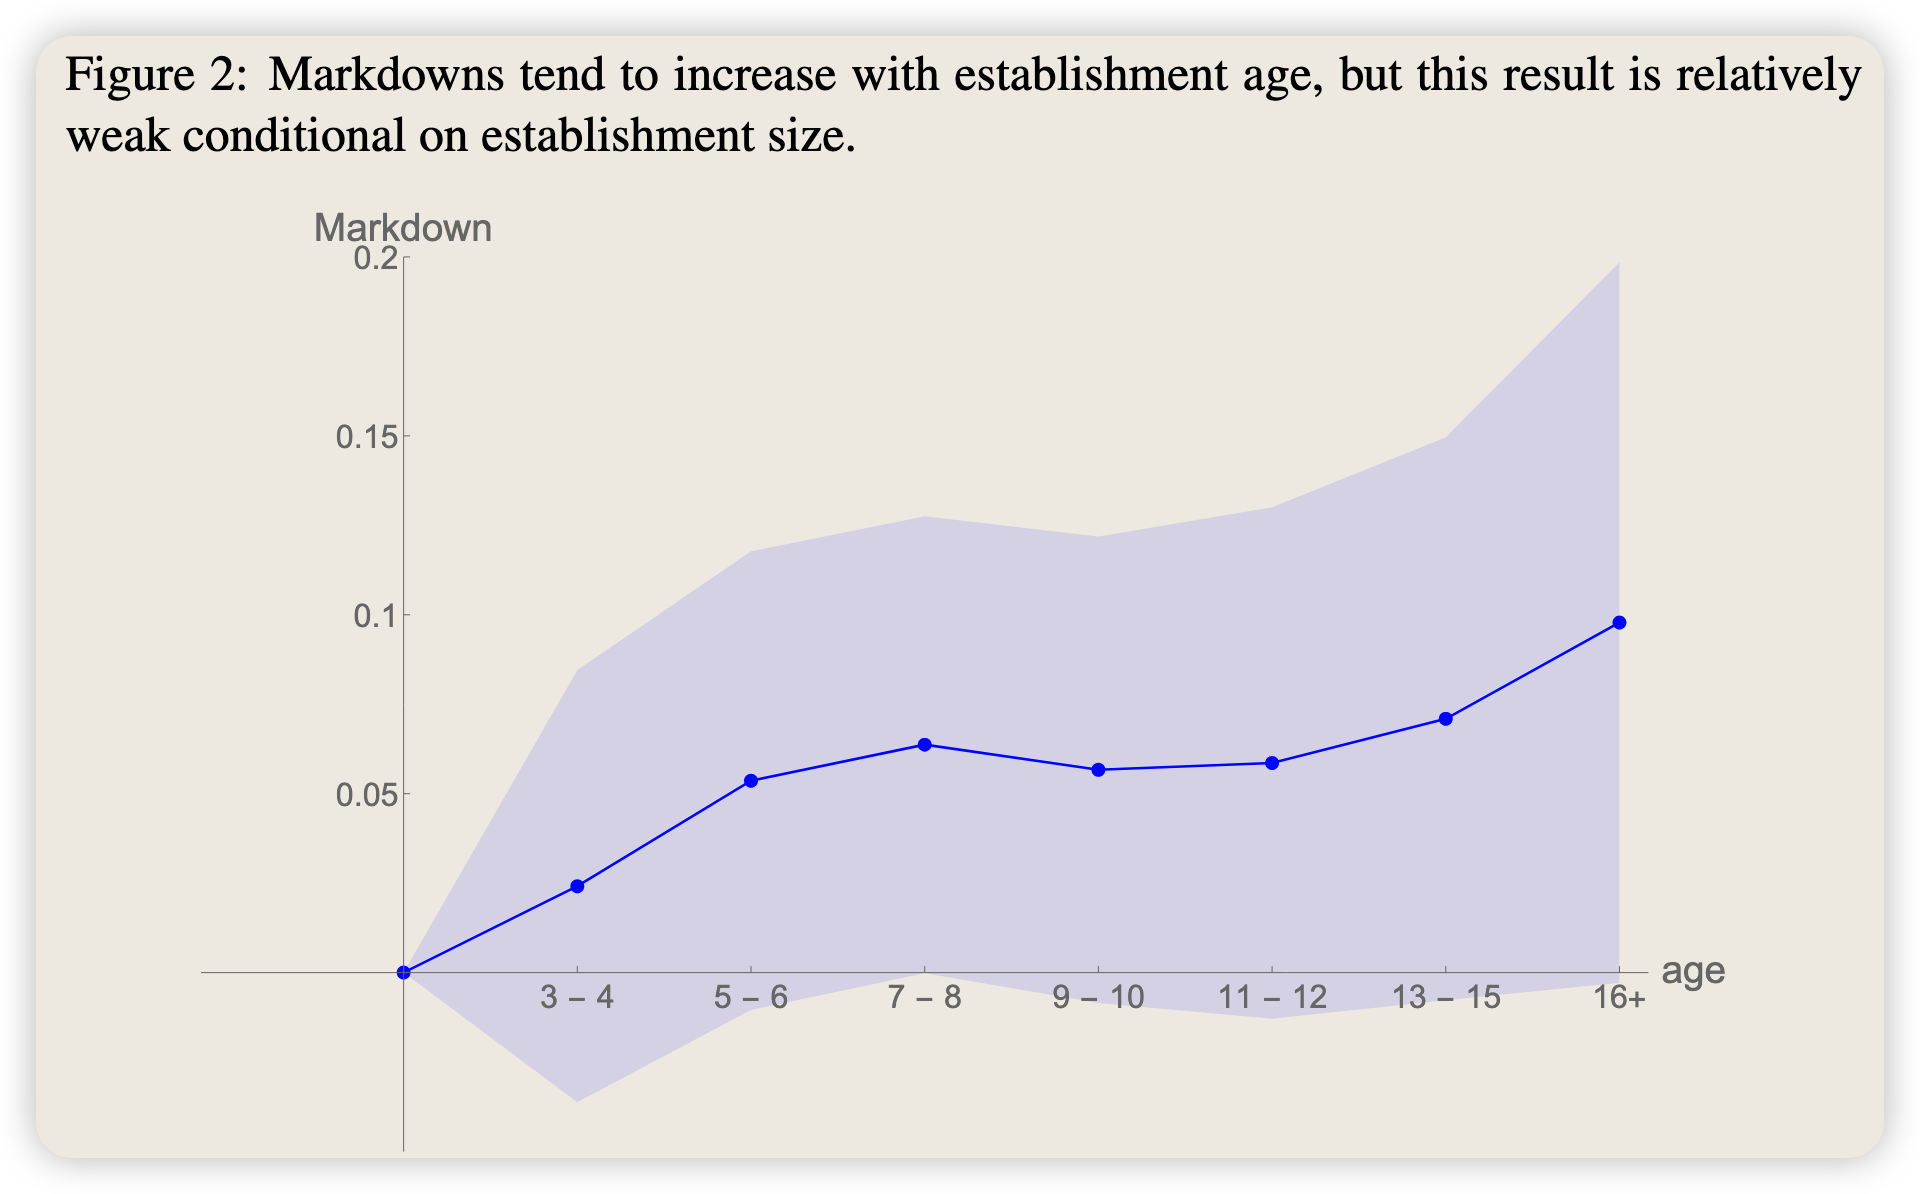 Figure 2: Markdowns tend to increase with establishment age, but this result is relatively
weak conditional on establishment size.
Markdown
0.2
0.15
0.1
0.05
3 – 4 5 – 6 7 – 8 9 – 10 11 – 12 13 – 15 16+
age